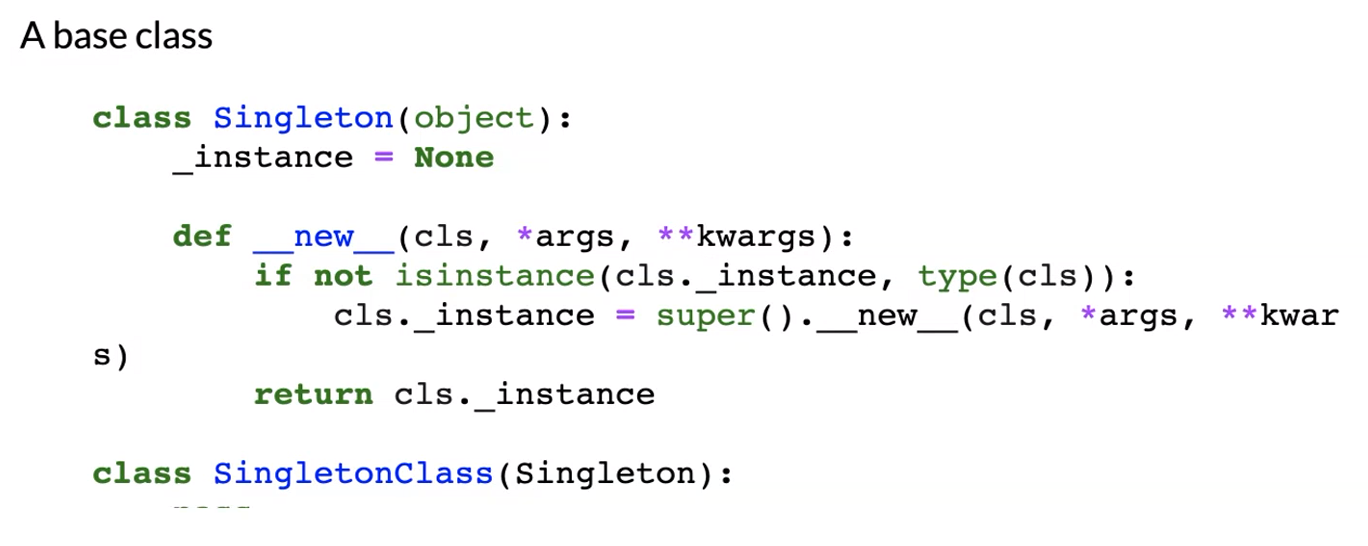 A base class
class Singleton(object):
    _instance = None
    def __new__(cls, *args, **kwargs):
        if not isinstance(cls._instance, type(cls)):
            cls._instance = super().__new__(cls, *args, **kwar
s)
        return cls._instance
class SingletonClass(Singleton):